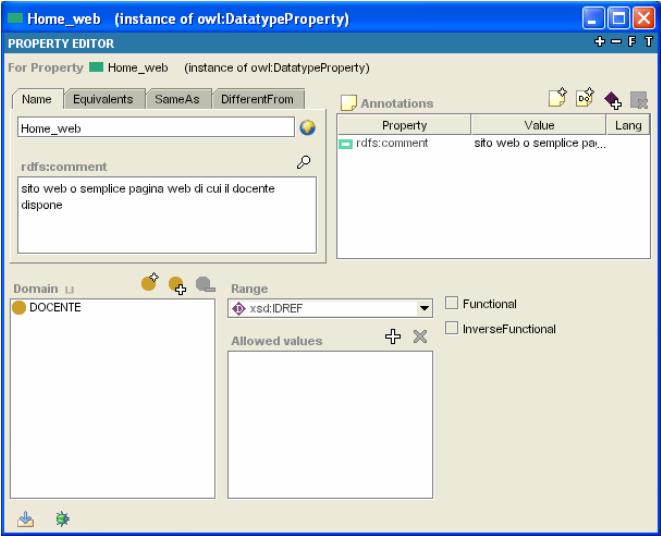 Home_web (instance of owl:DatatypeProperty)
PROPERTY EDITOR
+ − F T
For Property Home_web (instance of owl:DatatypeProperty)
Name Equivalents SameAs DifferentFrom
Home_web
rdfs:comment
sito web o semplice pagina web di cui il docente
dispone
Annotations
Property Value Lang
rdfs:comment sito web o semplice pa...
Domain ⊔
DOCENTE
Range
xsd:IDREF
Allowed values
Functional
InverseFunctional